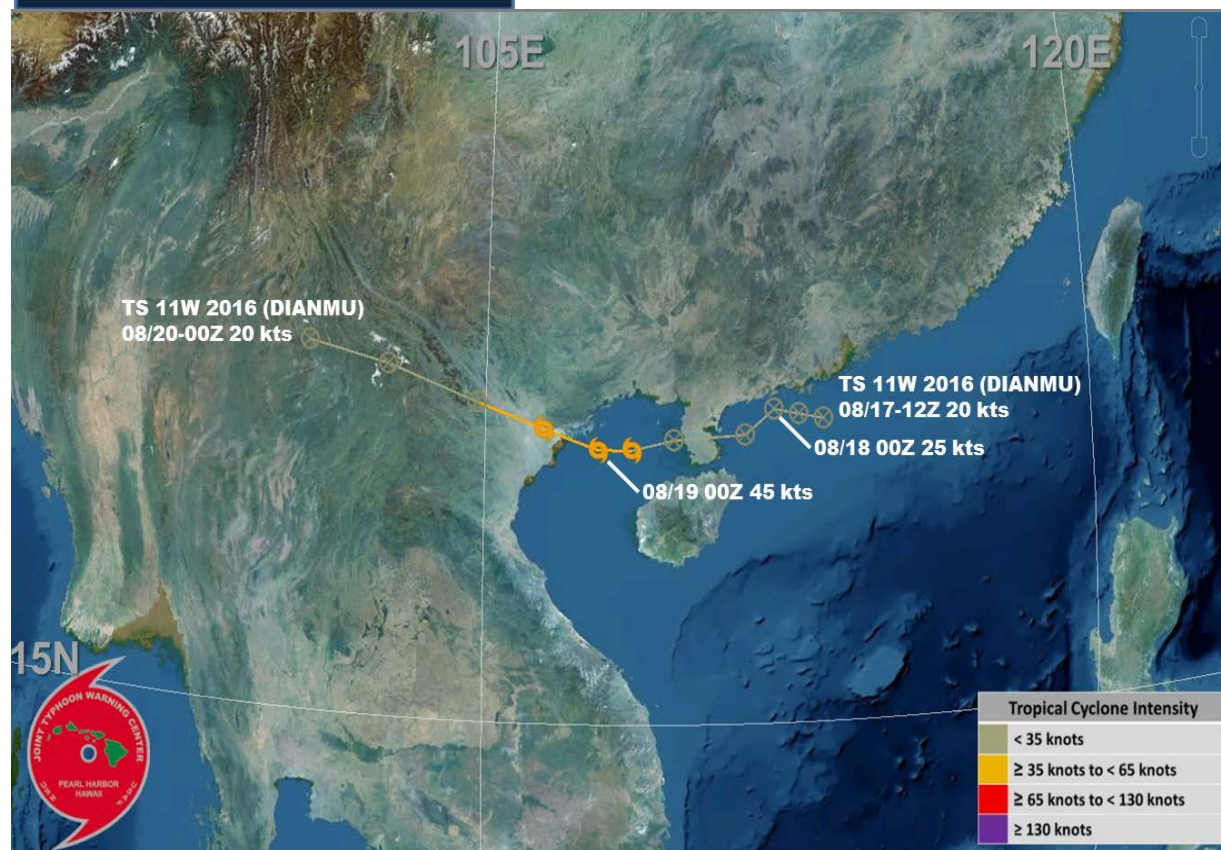 105E
120E
TS 11W 2016 (DIANMU)
08/20-00Z 20 kts
TS 11W 2016 (DIANMU)
08/17-12Z 20 kts
08/18 00Z 25 kts
08/19 00Z 45 kts
15N
JOINT TYPHOON WARNING CENTER
PEARL HARBOR
HAWAII
Tropical Cyclone Intensity
< 35 knots
≥ 35 knots to < 65 knots
≥ 65 knots to < 130 knots
≥ 130 knots